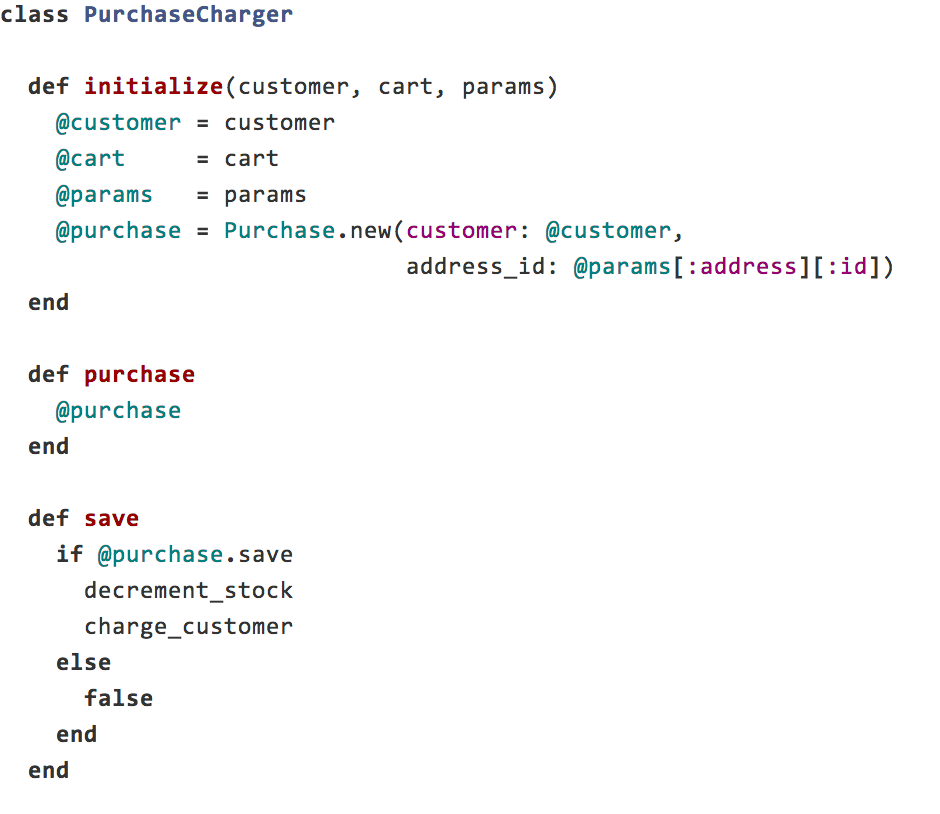 class PurchaseCharger
  def initialize(customer, cart, params)
    @customer = customer
    @cart     = cart
    @params   = params
    @purchase = Purchase.new(customer: @customer,
                             address_id: @params[:address][:id])
  end
  def purchase
    @purchase
  end
  def save
    if @purchase.save
      decrement_stock
      charge_customer
    else
      false
    end
  end